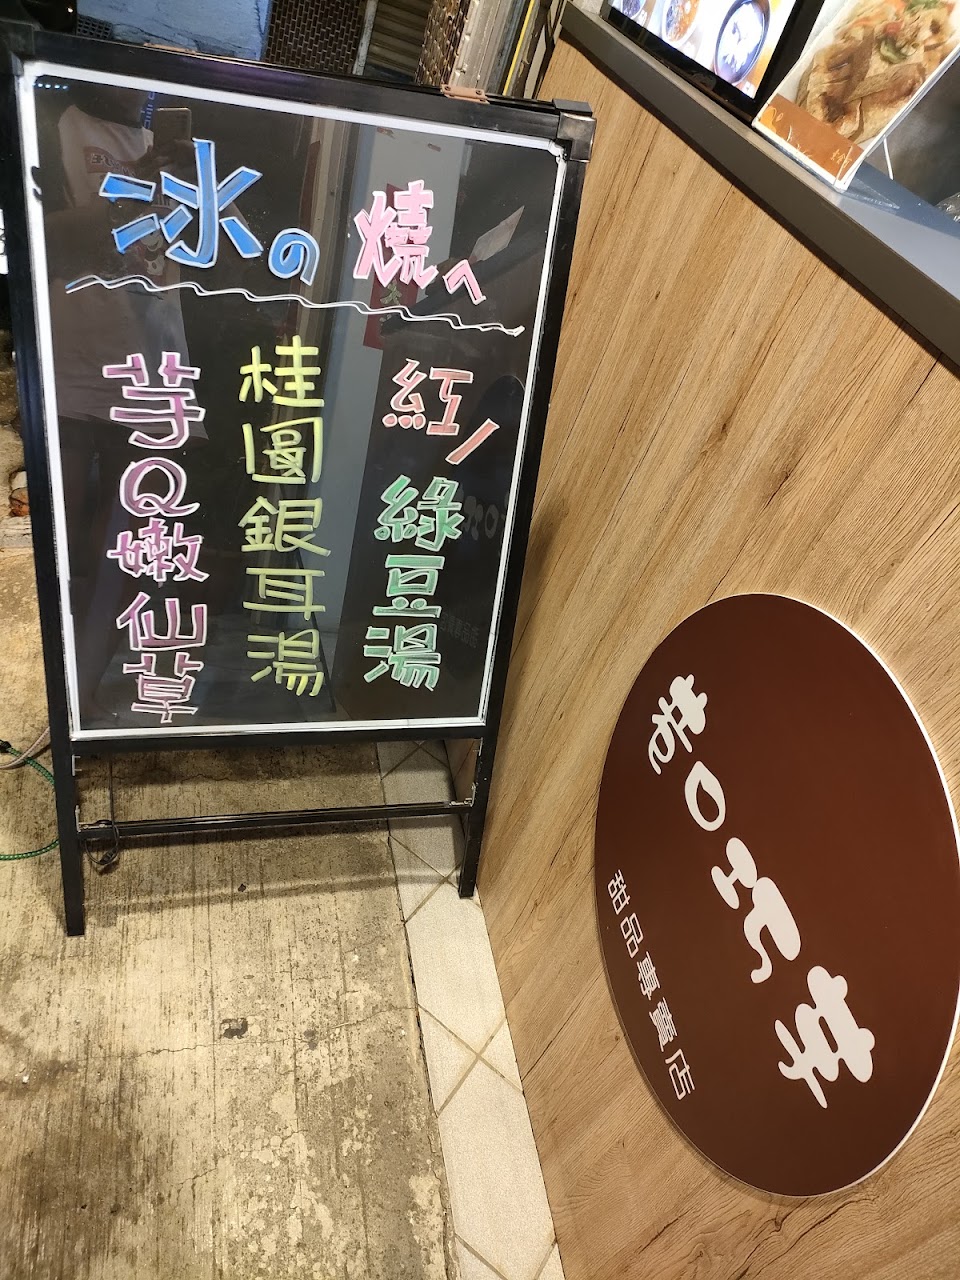 冰の 燒へ
紅/綠豆湯
桂圓銀耳湯
芋Q嫩仙草
甜品專賣店